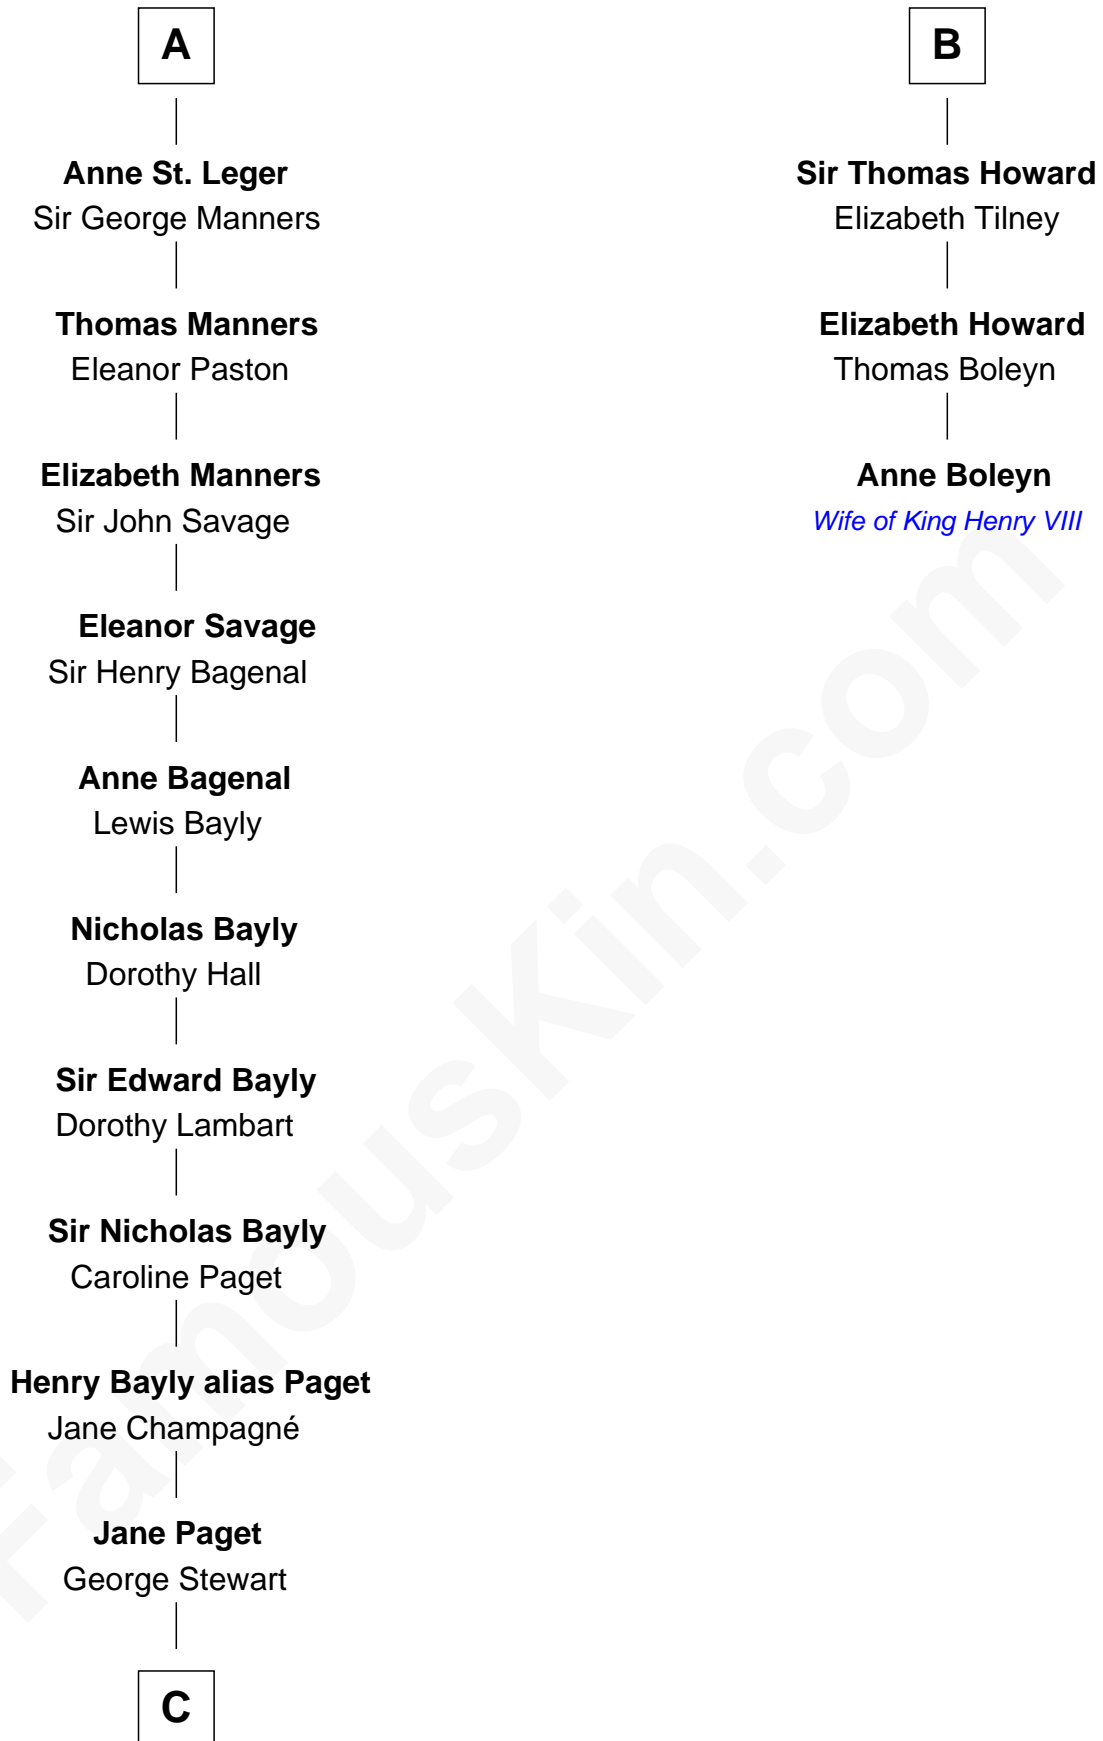 A
Anne St. Leger
Sir George Manners
Thomas Manners
Eleanor Paston
Elizabeth Manners
Sir John Savage
Eleanor Savage
Sir Henry Bagenal
Anne Bagenal
Lewis Bayly
Nicholas Bayly
Dorothy Hall
Sir Edward Bayly
Dorothy Lambart
Sir Nicholas Bayly
Caroline Paget
Henry Bayly alias Paget
Jane Champagné
Jane Paget
George Stewart
C
B
Sir Thomas Howard
Elizabeth Tilney
Elizabeth Howard
Thomas Boleyn
Anne Boleyn
Wife of King Henry VIII
FamousKin.com